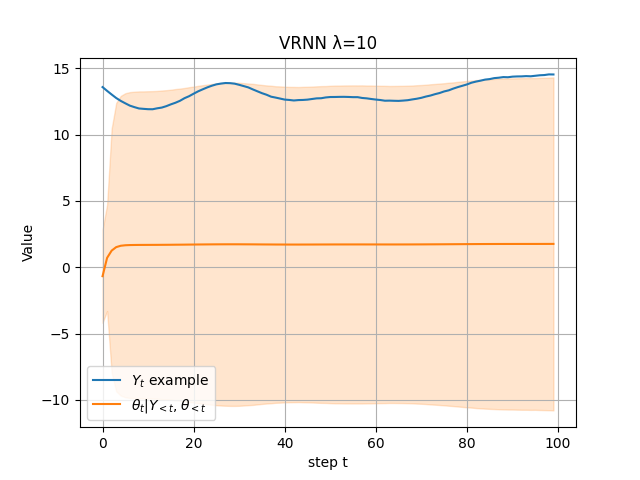 VRNN λ=10
Value
15
10
5
0
−5
−10
Y_t example
θ_t|Y_{<t}, θ_{<t}
0 20 40 60 80 100
step t